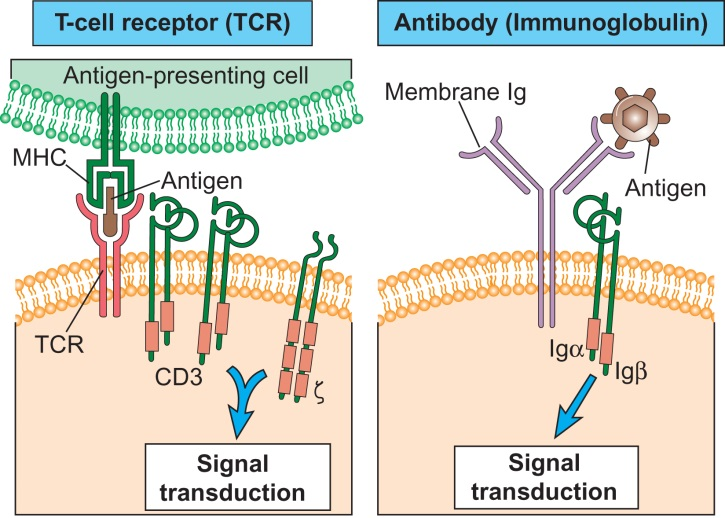 T-cell receptor (TCR)
Antigen-presenting cell
MHC
Antigen
TCR
CD3
ζ
Signal
transduction
Antibody (Immunoglobulin)
Membrane Ig
Antigen
Igα
Igβ
Signal
transduction